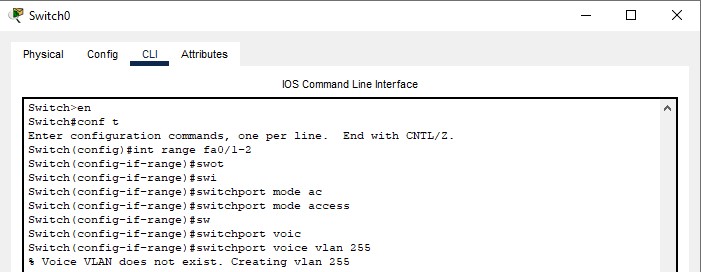 Switch0
Physical Config CLI Attributes
IOS Command Line Interface
Switch>en
Switch#conf t
Enter configuration commands, one per line.  End with CNTL/Z.
Switch(config)#int range fa0/1-2
Switch(config-if-range)#swot
Switch(config-if-range)#swi
Switch(config-if-range)#switchport mode ac
Switch(config-if-range)#switchport mode access
Switch(config-if-range)#sw
Switch(config-if-range)#switchport voic
Switch(config-if-range)#switchport voice vlan 255
% Voice VLAN does not exist. Creating vlan 255